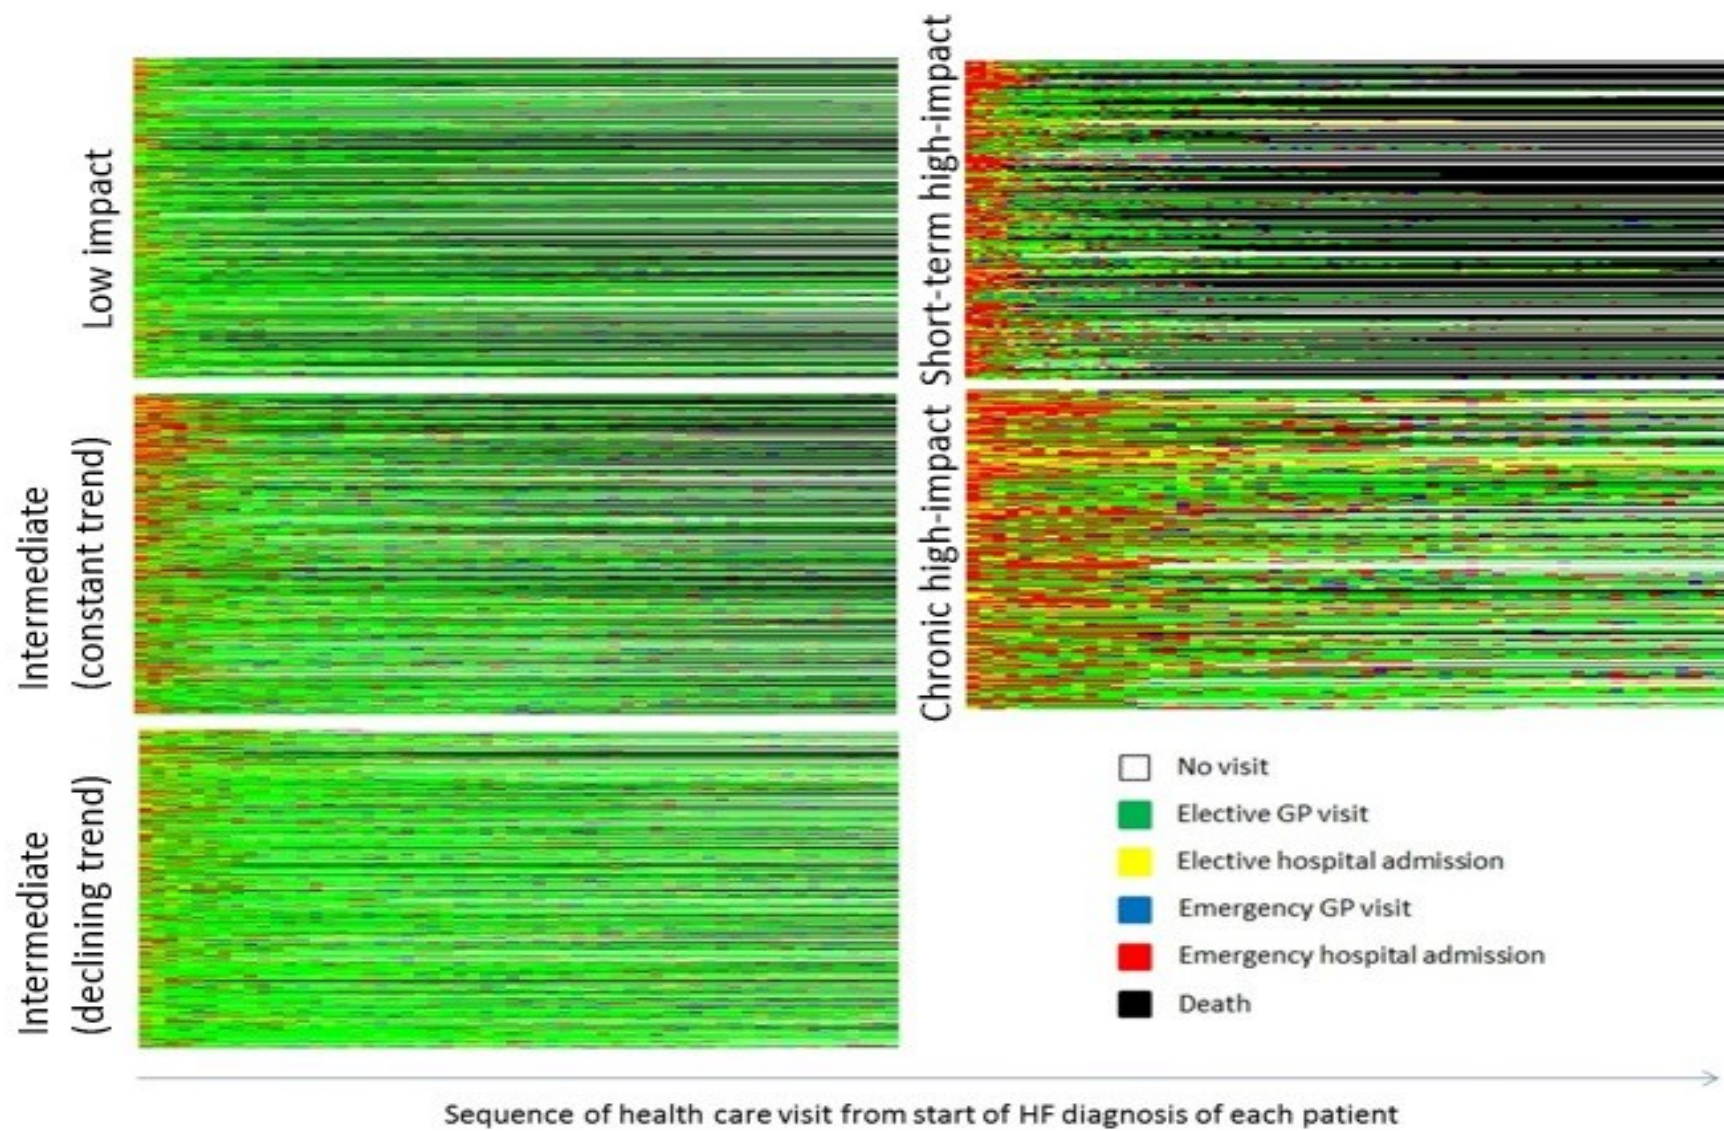 Low impact
Short-term high-impact
Intermediate
(constant trend)
Chronic high-impact
Intermediate
(declining trend)
No visit
Elective GP visit
Elective hospital admission
Emergency GP visit
Emergency hospital admission
Death
Sequence of health care visit from start of HF diagnosis of each patient